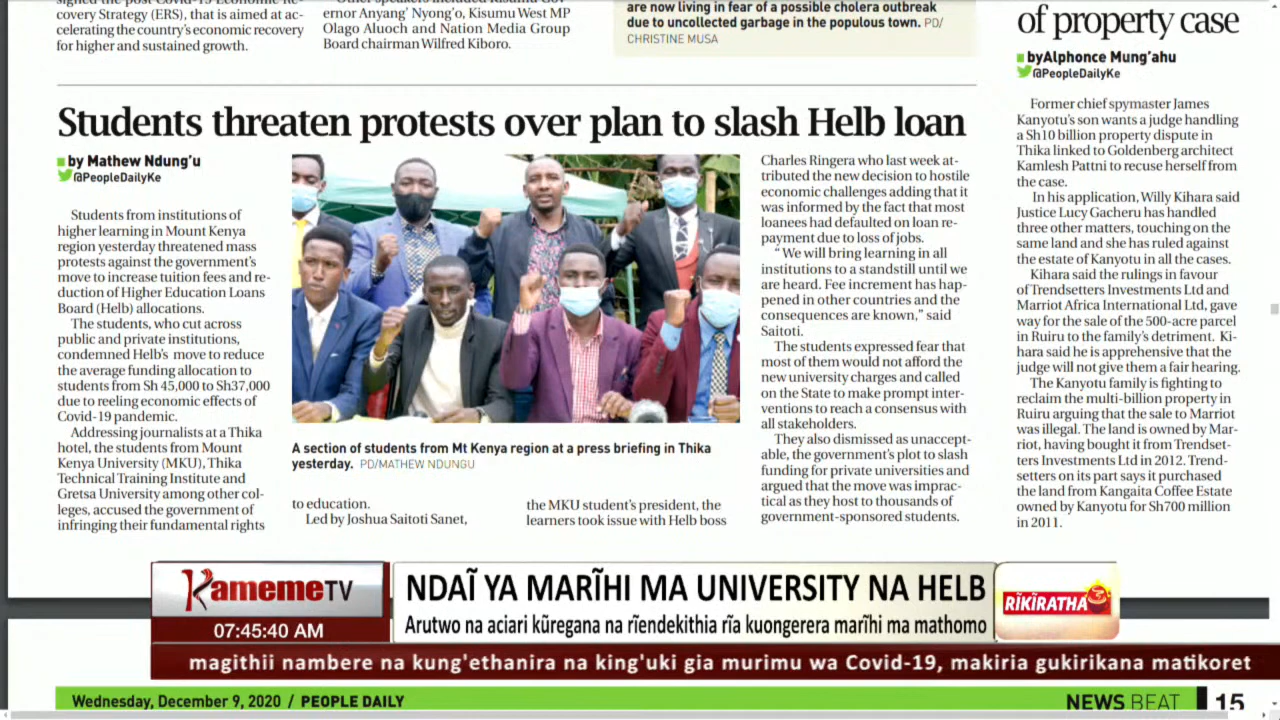 covery Strategy (ERS), that is aimed at ac-
celerating the country's economic recovery
for higher and sustained growth.
ernor Anyang' Nyong'o, Kisumu West MP
Olago Aluoch and Nation Media Group
Board chairman Wilfred Kiboro.
are now living in fear of a possible cholera outbreak
due to uncollected garbage in the populous town. PD/
CHRISTINE MUSA
Students threaten protests over plan to slash Helb loan
by Mathew Ndung'u
@PeopleDailyKe
Students from institutions of
higher learning in Mount Kenya
region yesterday threatened mass
protests against the government's
move to increase tuition fees and re-
duction of Higher Education Loans
Board (Helb) allocations.
The students, who cut across
public and private institutions,
condemned Helb's move to reduce
the average funding allocation to
students from Sh 45,000 to Sh37,000
due to reeling economic effects of
Covid-19 pandemic.
Addressing journalists at a Thika
hotel, the students from Mount
Kenya University (MKU), Thika
Technical Training Institute and
Gretsa University among other col-
leges, accused the government of
infringing their fundamental rights
A section of students from Mt Kenya region at a press briefing in Thika
yesterday. PD/MATHEW NDUNGU
to education.
Led by Joshua Saitoti Sanet,
the MKU student's president, the
learners took issue with Helb boss
Charles Ringera who last week at-
tributed the new decision to hostile
economic challenges adding that it
was informed by the fact that most
loanees had defaulted on loan re-
payment due to loss of jobs.
" We will bring learning in all
institutions to a standstill until we
are heard. Fee increment has hap-
pened in other countries and the
consequences are known," said
Saitoti.
The students expressed fear that
most of them would not afford the
new university charges and called
on the State to make prompt inter-
ventions to reach a consensus with
all stakeholders.
They also dismissed as unaccept-
able, the government's plot to slash
funding for private universities and
argued that the move was imprac-
tical as they host to thousands of
government-sponsored students.
of property case
byAlphonce Mung'ahu
@PeopleDailyKe
Former chief spymaster James
Kanyotu's son wants a judge handling
a Sh10 billion property dispute in
Thika linked to Goldenberg architect
Kamlesh Pattni to recuse herself from
the case.
In his application, Willy Kihara said
Justice Lucy Gacheru has handled
three other matters, touching on the
same land and she has ruled against
the estate of Kanyotu in all the cases.
Kihara said the rulings in favour
of Trendsetters Investments Ltd and
Marriot Africa International Ltd, gave
way for the sale of the 500-acre parcel
in Ruiru to the family's detriment. Ki-
hara said he is apprehensive that the
judge will not give them a fair hearing.
The Kanyotu family is fighting to
reclaim the multi-billion property in
Ruiru arguing that the sale to Marriot
was illegal. The land is owned by Mar-
riot, having bought it from Trendset-
ters Investments Ltd in 2012. Trend-
setters on its part says it purchased
the land from Kangaita Coffee Estate
owned by Kanyotu for Sh700 million
in 2011.
Kameme TV
07:45:40 AM
NDAĨ YA MARĨHI MA UNIVERSITY NA HELB
Arutwo na aciari kũregana na rĩendekithia rĩa kuongerera marĩhi ma mathomo
RĨKĨRATHA
magithii nambere na kung'ethanira na king'uki gia murimu wa Covid-19, makiria gukirikana matikoret
Wednesday, December 9, 2020 / PEOPLE DAILY
NEWS BEAT 15